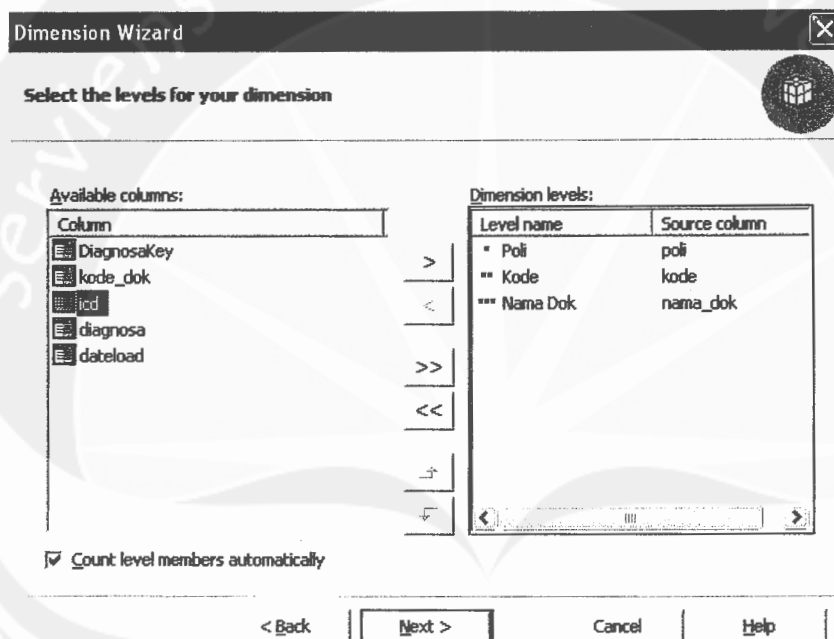 Dimension Wizard
Select the levels for your dimension
Available columns:
Column
DiagnosaKey
kode_dok
icd
diagnosa
dateload
>
<
>>
<<
Dimension levels:
Level name Source column
Poli poli
Kode kode
Nama Dok nama_dok
Count level members automatically
< Back Next > Cancel Help
serviens